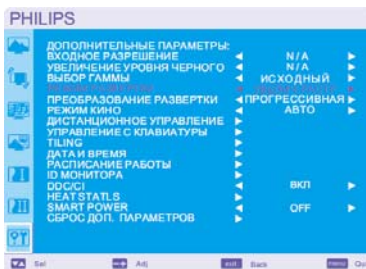 PHILIPS
ДОПОЛНИТЕЛЬНЫЕ ПАРАМЕТРЫ:
ВХОДНОЕ РАЗРЕШЕНИЕ N/A
УВЕЛИЧЕНИЕ УРОВНЯ ЧЕРНОГО N/A
ВЫБОР ГАММЫ ИСХОДНЫЙ
ПРЕОБРАЗОВАНИЕ РАЗВЕРТКИ ПРОГРЕССИВНАЯ
РЕЖИМ КИНО АВТО
ДИСТАНЦИОННОЕ УПРАВЛЕНИЕ
УПРАВЛЕНИЕ С КЛАВИАТУРЫ
TILING
ДАТА И ВРЕМЯ
РАСПИСАНИЕ РАБОТЫ
ID МОНИТОРА
DDC/CI ВКЛ
HEAT STATLS
SMART POWER OFF
СБРОС ДОП. ПАРАМЕТРОВ
Sel Adj exit Back menu Qu